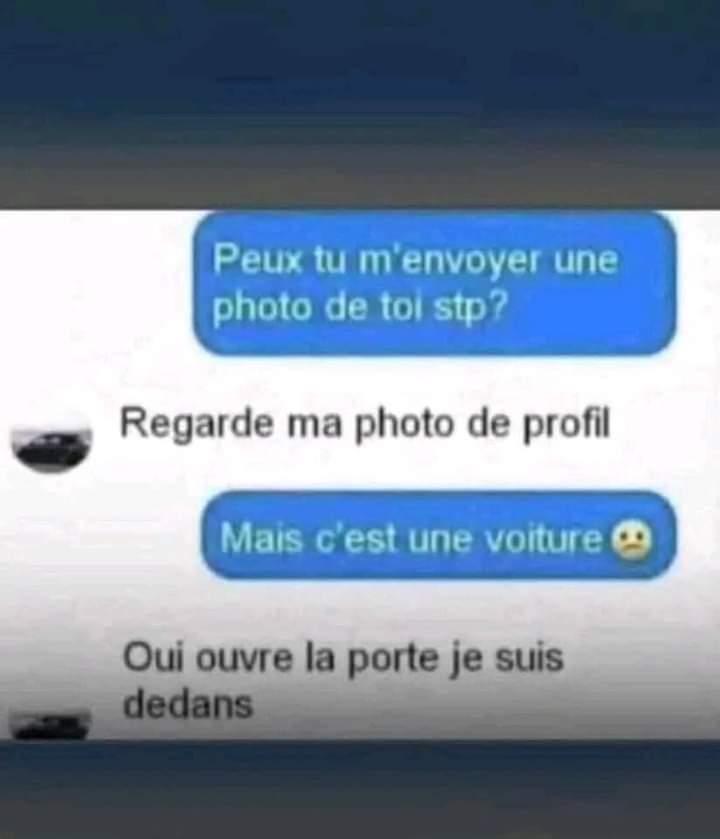 Peux tu m'envoyer une
photo de toi stp?
Regarde ma photo de profil
Mais c'est une voiture 😕
Oui ouvre la porte je suis
dedans